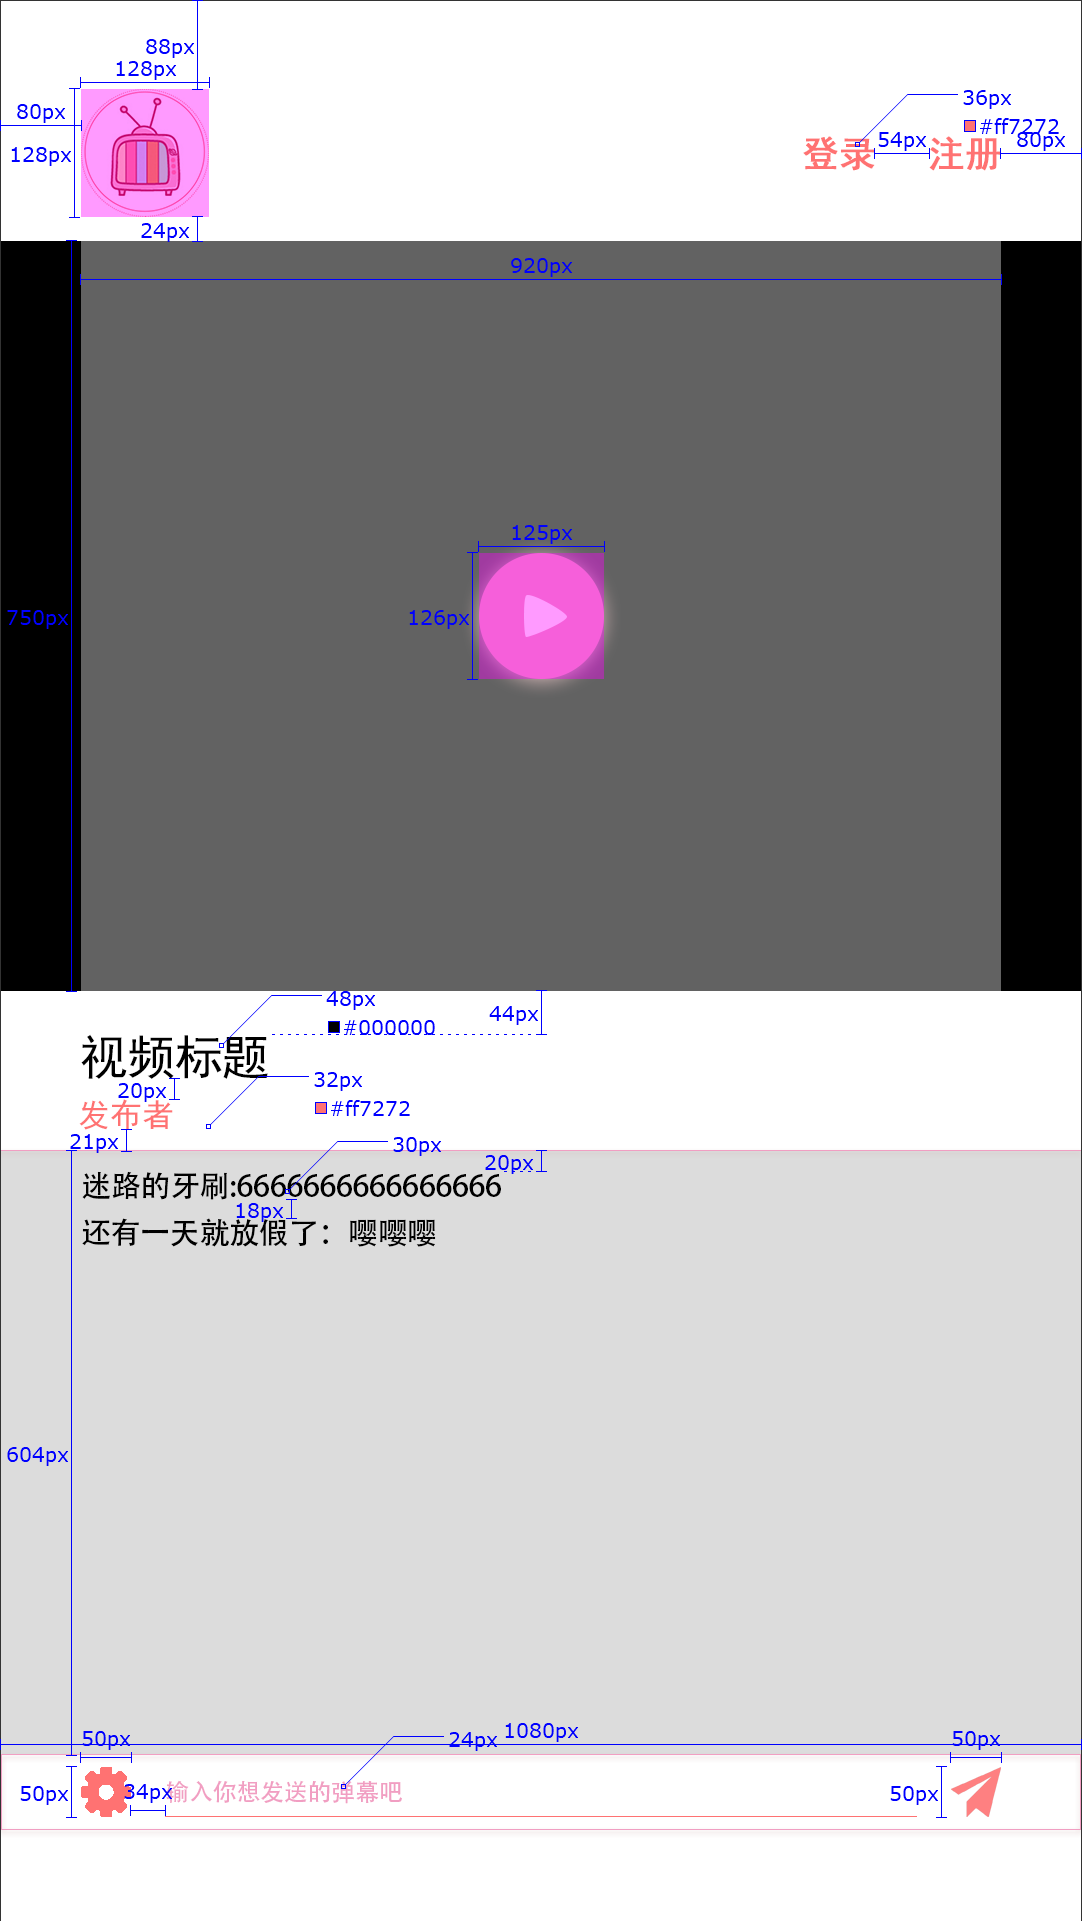 88px
128px
80px
128px
24px
36px
#ff7272
登录
54px
注册
80px
920px
125px
126px
750px
48px
#000000
44px
视频标题
20px
32px
#ff7272
发布者
21px
30px
20px
迷路的牙刷:6666666666666666
18px
还有一天就放假了：嘤嘤嘤
604px
50px
24px
1080px
50px
50px
34px
输入你想发送的弹幕吧
50px